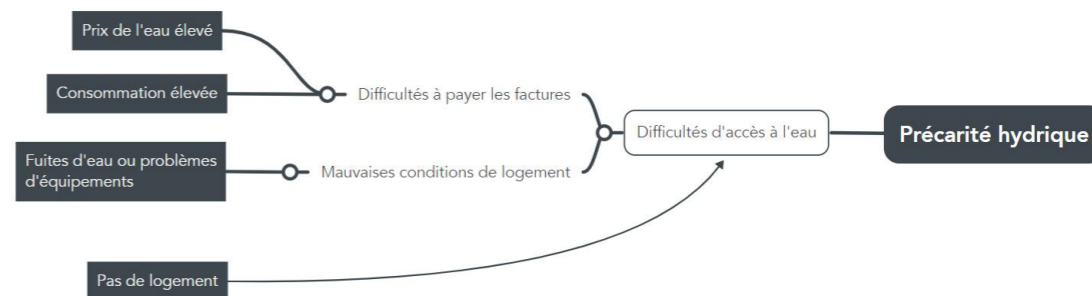 Prix de l'eau élevé
Consommation élevée
Difficultés à payer les factures
Fuites d'eau ou problèmes
d'équipements
Mauvaises conditions de logement
Pas de logement
Difficultés d'accès à l'eau
Précarité hydrique